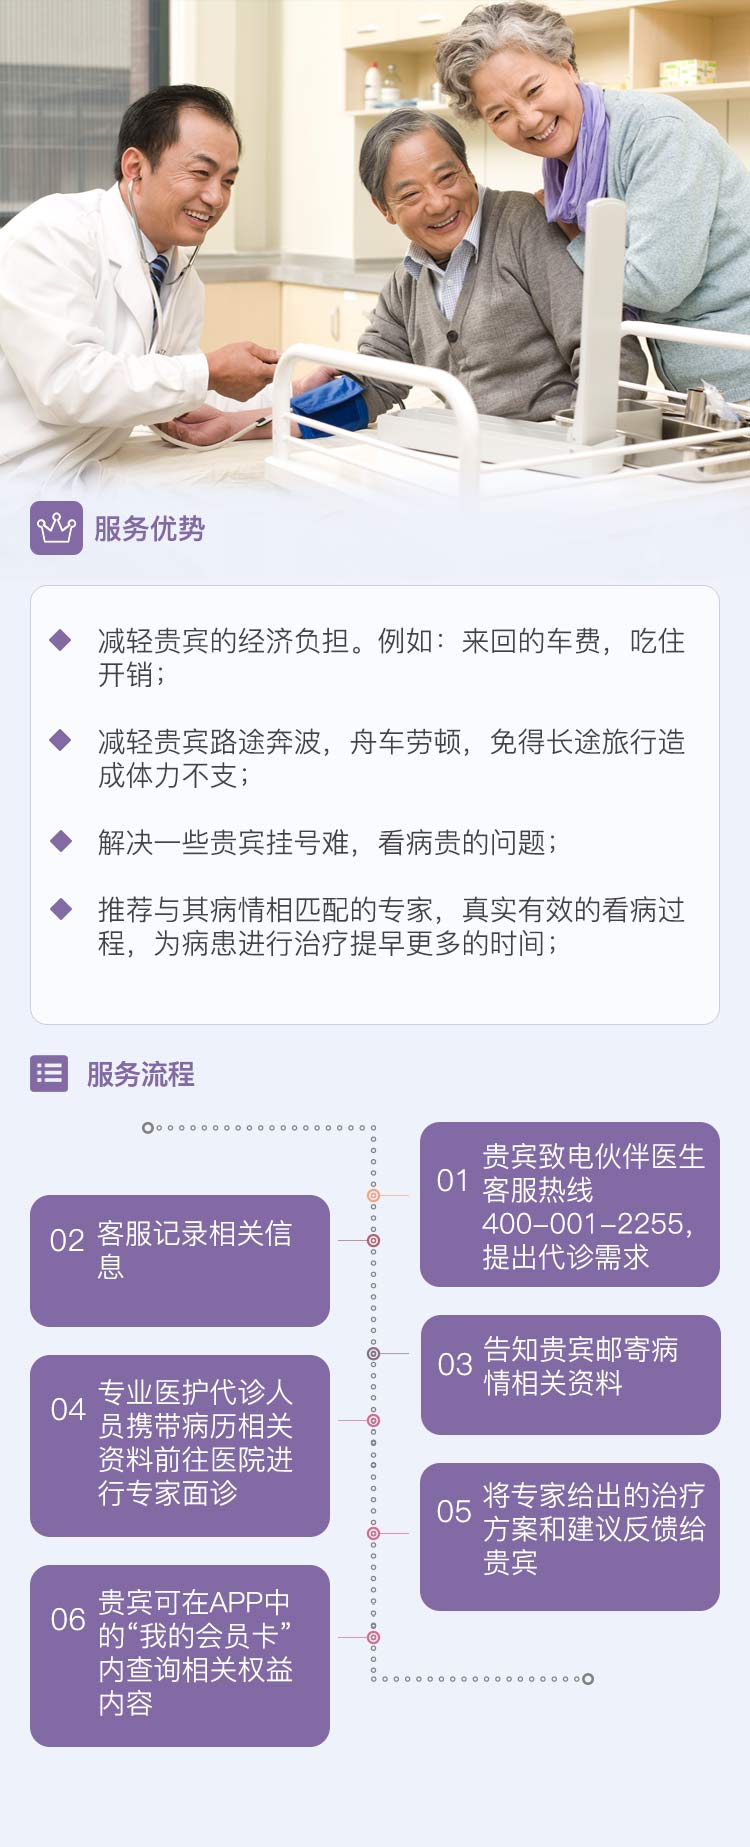 服务优势
减轻贵宾的经济负担。例如：来回的车费，吃住
开销；
减轻贵宾路途奔波，舟车劳顿，免得长途旅行造
成体力不支；
解决一些贵宾挂号难，看病贵的问题；
推荐与其病情相匹配的专家，真实有效的看病过
程，为病患进行治疗提早更多的时间；
服务流程
01
贵宾致电伙伴医生
客服热线
400-001-2255，
提出代诊需求
02
客服记录相关信
息
03
告知贵宾邮寄病
情相关资料
04
专业医护代诊人
员携带病历相关
资料前往医院进
行专家面诊
05
将专家给出的治疗
方案和建议反馈给
贵宾
06
贵宾可在APP中
的“我的会员卡”
内查询相关权益
内容